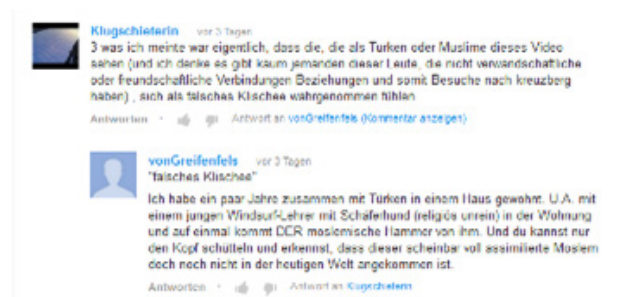 Klugschieterin vor 3 Tagen
3 was ich meinte war eigentlich, dass die, die als Türken oder Muslime dieses Video
sehen (und ich denke es gibt kaum jemanden dieser Leute, die nicht verwandschaftliche
oder freundschaftliche Verbindungen Beziehungen und somit Besuche nach kreuzberg
haben) , sich als falsches Klischee wahrgenommen fühlen
Antworten · Antwort an vonGreifenfels (Kommentar anzeigen)
vonGreifenfels vor 3 Tagen
"falsches Klischee"
Ich habe ein paar Jahre zusammen mit Türken in einem Haus gewohnt. U.A. mit
einem jungen Windsurf-Lehrer mit Schäferhund (religiös unrein) in der Wohnung
und auf einmal kommt DER moslemische Hammer von ihm. Und du kannst nur
den Kopf schütteln und erkennst, dass dieser scheinbar voll assimilierte Moslem
doch noch nicht in der heutigen Welt angekommen ist.
Antworten · Antwort an Klugschieterin